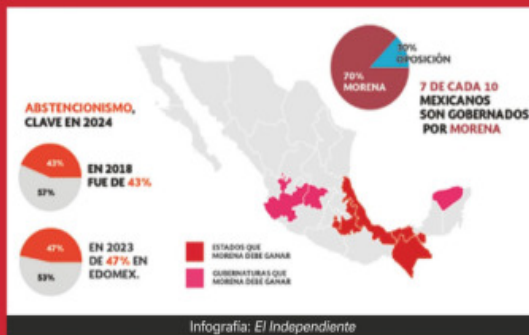 10%
OPOSICIÓN
70%
MORENA
7 DE CADA 10
MEXICANOS
SON GOBERNADOS
POR MORENA
ABSTENCIONISMO,
CLAVE EN 2024
43%
57%
EN 2018
FUE DE 43%
47%
53%
EN 2023
DE 47% EN
EDOMEX.
ESTADOS QUE
MORENA DEBE GANAR
GUBERNATURAS QUE
MORENA DEBE GANAR
Infografía: El Independiente